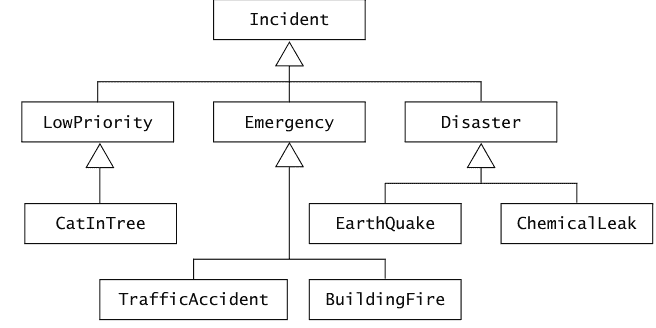 Incident
LowPriority
Emergency
Disaster
CatInTree
EarthQuake
ChemicalLeak
TrafficAccident
BuildingFire